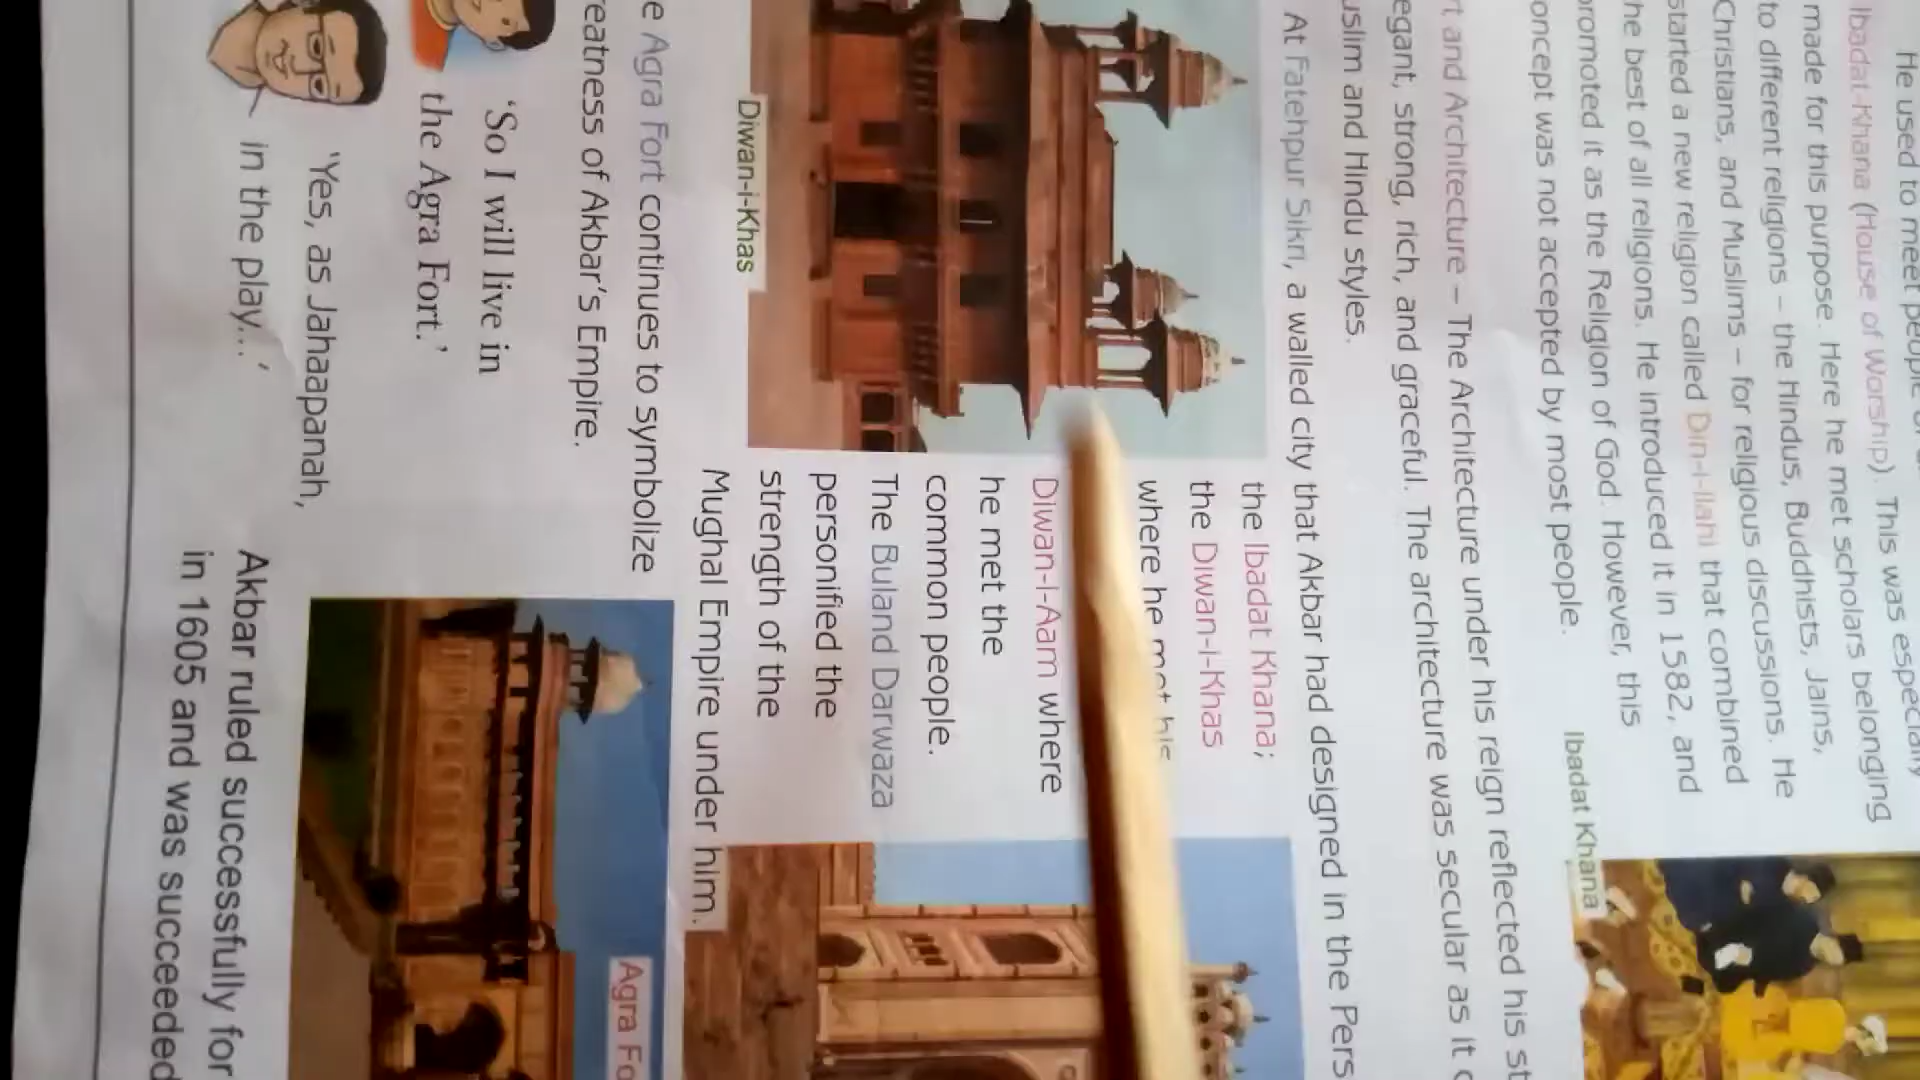 He used to meet people
Ibadat-Khana (House of Worship). This was especially
made for this purpose. Here he met scholars belonging
to different religions – the Hindus, Buddhists, Jains,
Christians, and Muslims – for religious discussions. He
started a new religion called Din-i-Ilahi that combined
the best of all religions. He introduced it in 1582, and
promoted it as the Religion of God. However, this
concept was not accepted by most people.
Ibadat Khana
and Architecture – The Architecture under his reign reflected his
strong, rich, and graceful. The architecture was secular as it
and Hindu styles.
At Fatehpur Sikri, a walled city that Akbar had designed in the
the Ibadat Khana;
the Diwan-i-Khas
where he met his
Diwan-I-Aam where
he met the
common people.
The Buland Darwaza
personified the
strength of the
Mughal Empire under him.
Diwan-i-Khas
Agra Fort continues to symbolize
of Akbar's Empire.
Agra
'So I will live in
the Agra Fort.'
'Yes, as Jahaapanah,
in the play...'
Akbar ruled successfully for
in 1605 and was succeeded